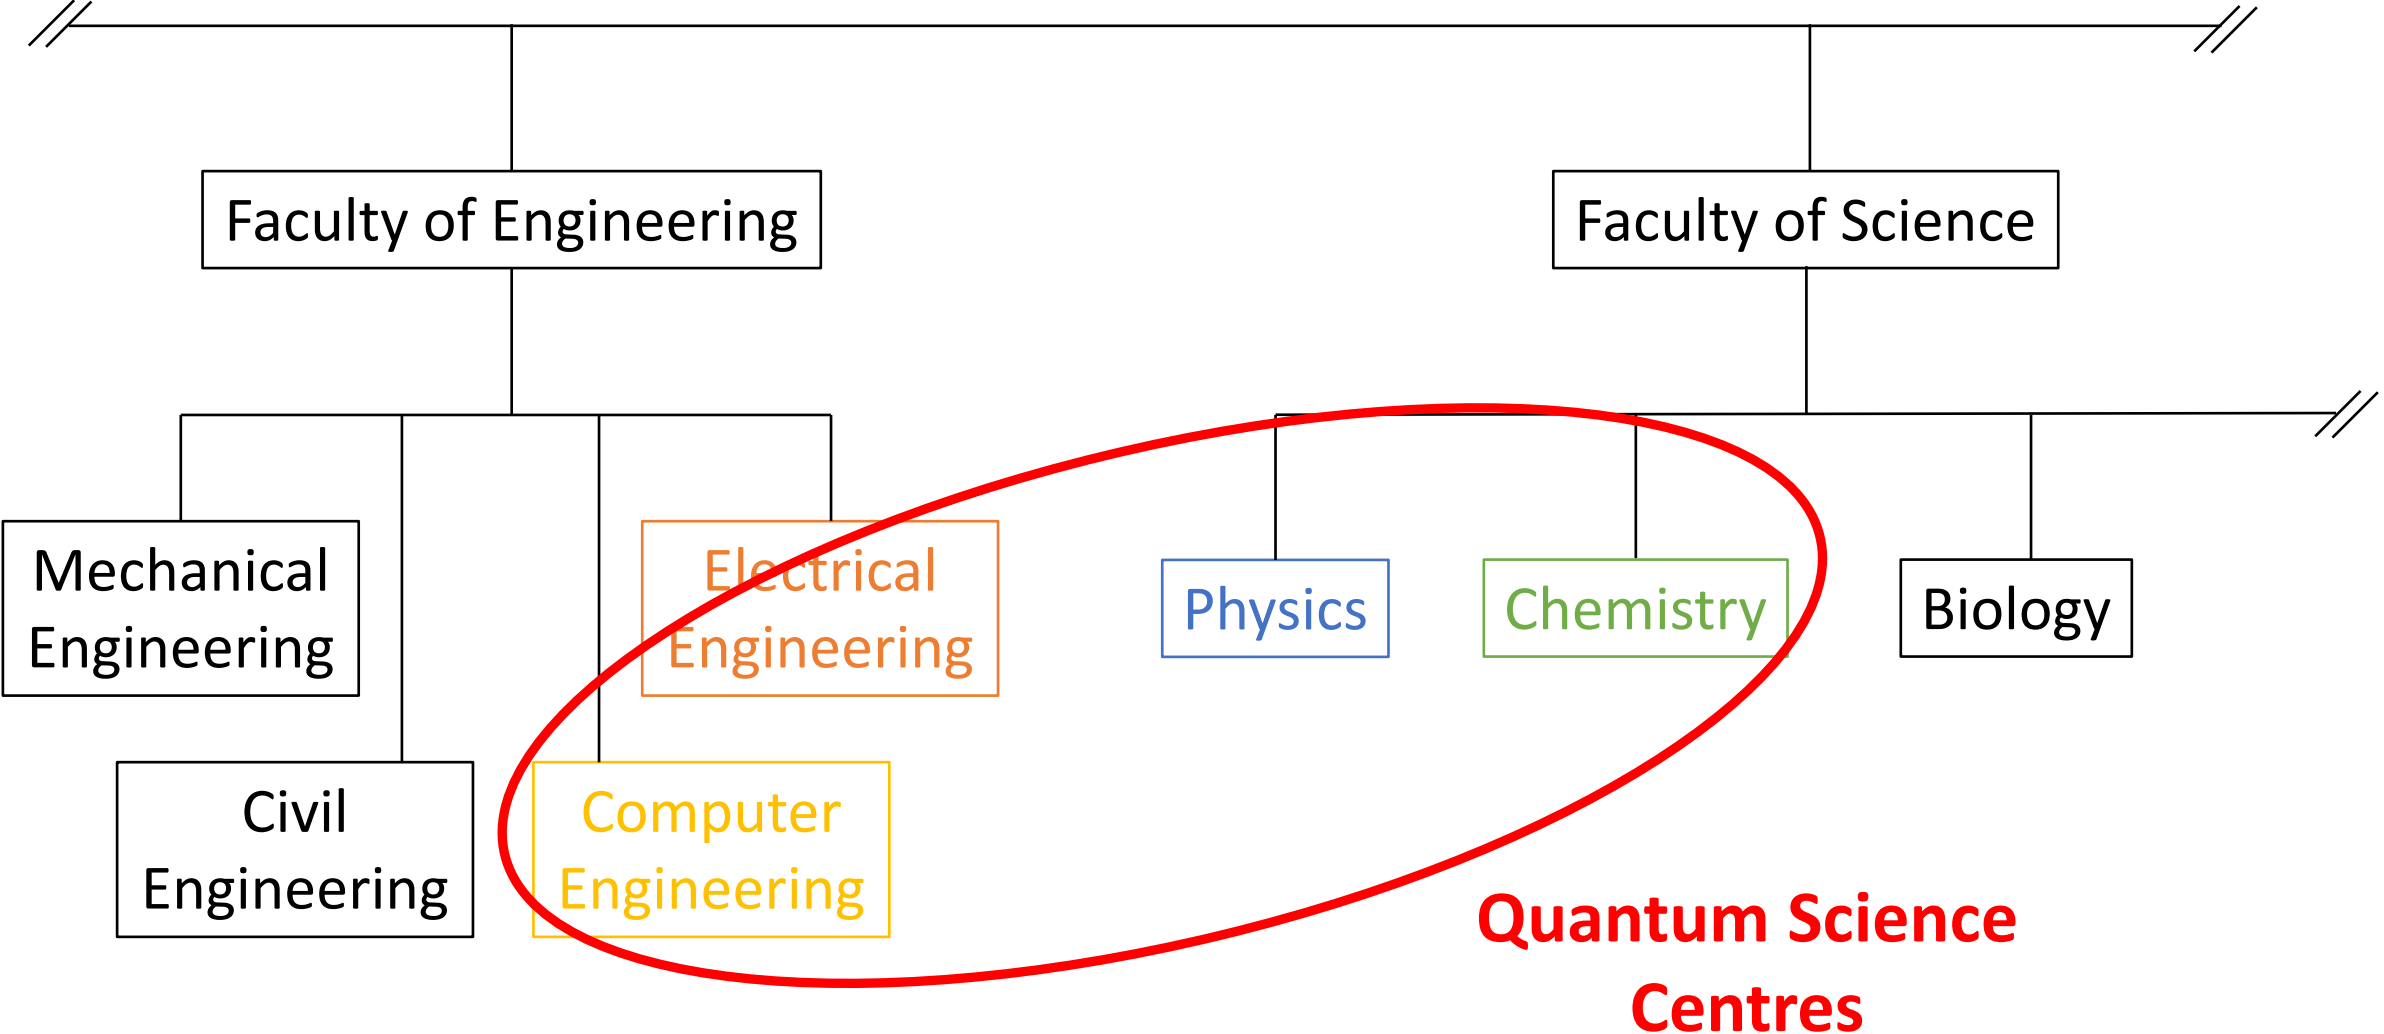 Faculty of Engineering
Faculty of Science
Mechanical
Engineering
Electrical
Engineering
Physics
Chemistry
Biology
Civil
Engineering
Computer
Engineering
Quantum Science
Centres